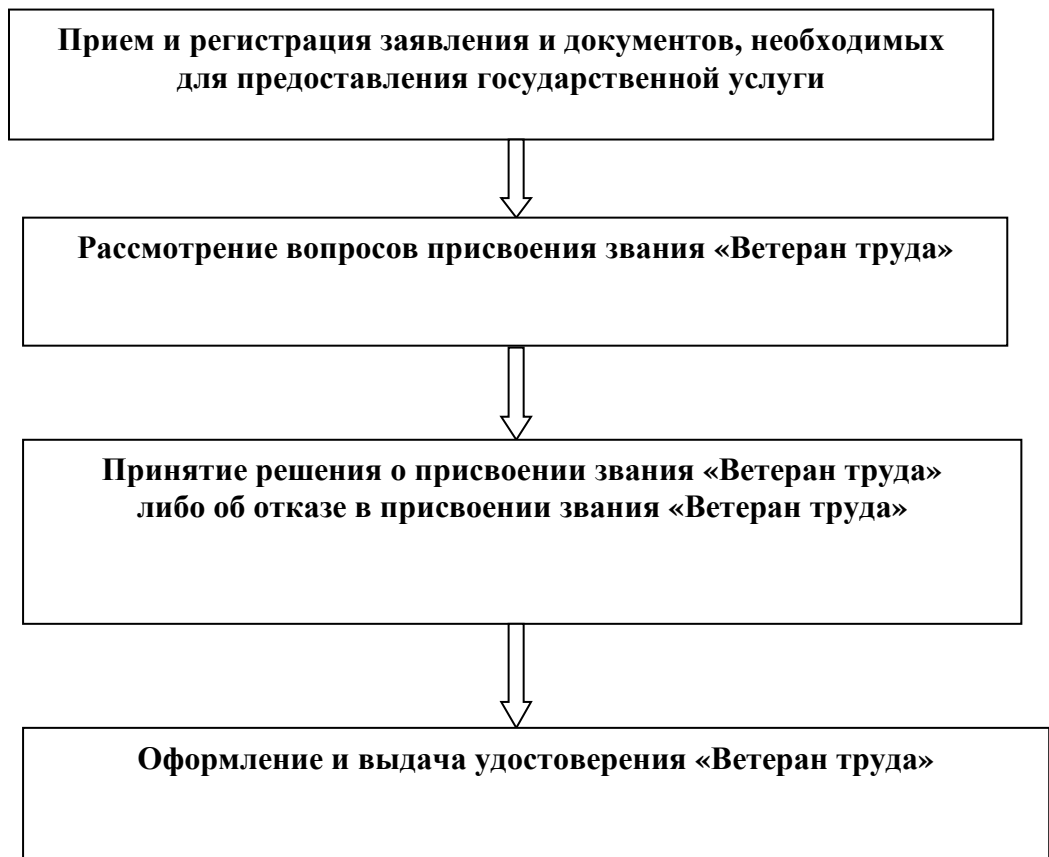 Прием и регистрация заявления и документов, необходимых
для предоставления государственной услуги
Рассмотрение вопросов присвоения звания «Ветеран труда»
Принятие решения о присвоении звания «Ветеран труда»
либо об отказе в присвоении звания «Ветеран труда»
Оформление и выдача удостоверения «Ветеран труда»